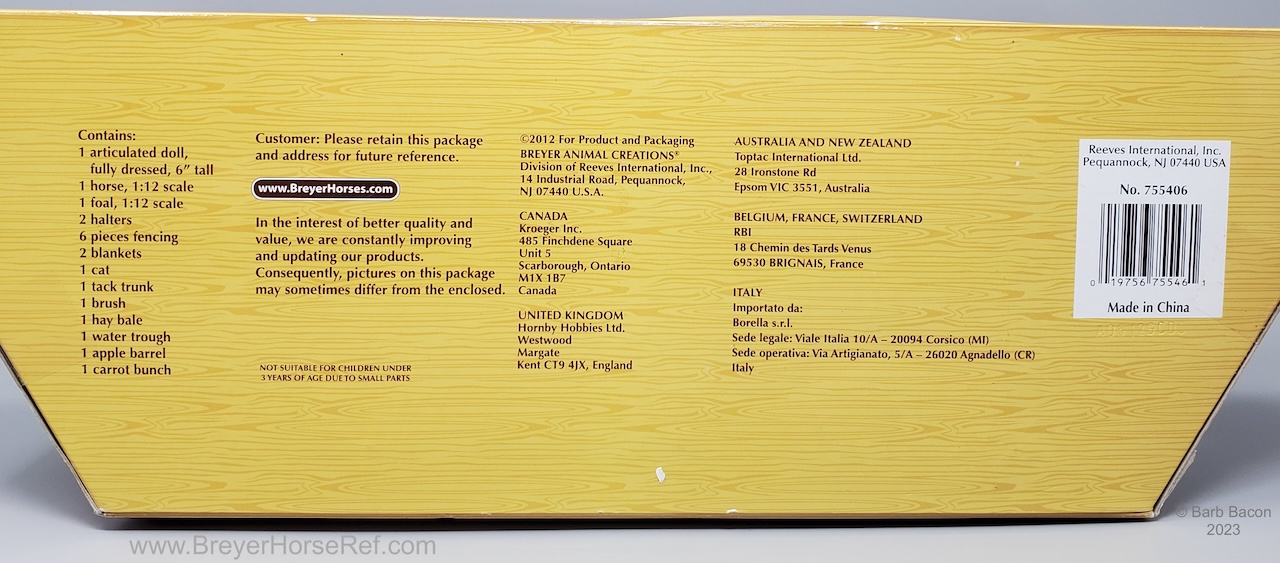 Contains:
1 articulated doll,
fully dressed, 6” tall
1 horse, 1:12 scale
1 foal, 1:12 scale
2 halters
6 pieces fencing
2 blankets
1 cat
1 tack trunk
1 brush
1 hay bale
1 water trough
1 apple barrel
1 carrot bunch
Customer: Please retain this package
and address for future reference.
www.BreyerHorses.com
In the interest of better quality and
value, we are constantly improving
and updating our products.
Consequently, pictures on this package
may sometimes differ from the enclosed.
NOT SUITABLE FOR CHILDREN UNDER
3 YEARS OF AGE DUE TO SMALL PARTS
©2012 For Product and Packaging
BREYER ANIMAL CREATIONS®
Division of Reeves International, Inc.,
14 Industrial Road, Pequannock,
NJ 07440 U.S.A.
CANADA
Kroeger Inc.
485 Finchdene Square
Unit 5
Scarborough, Ontario
M1X 1B7
Canada
UNITED KINGDOM
Hornby Hobbies Ltd.
Westwood
Margate
Kent CT9 4JX, England
AUSTRALIA AND NEW ZEALAND
Toptac International Ltd.
28 Ironstone Rd
Epsom VIC 3551, Australia
BELGIUM, FRANCE, SWITZERLAND
RBI
18 Chemin des Tards Venus
69530 BRIGNAIS, France
ITALY
Importato da:
Borella s.r.l.
Sede legale: Viale Italia 10/A – 20094 Corsico (MI)
Sede operativa: Via Artigianato, 5/A – 26020 Agnadello (CR)
Italy
Reeves International, Inc.
Pequannock, NJ 07440 USA
No. 755406
0 19756 75546 1
Made in China
© Barb Bacon
2023
www.BreyerHorseRef.com